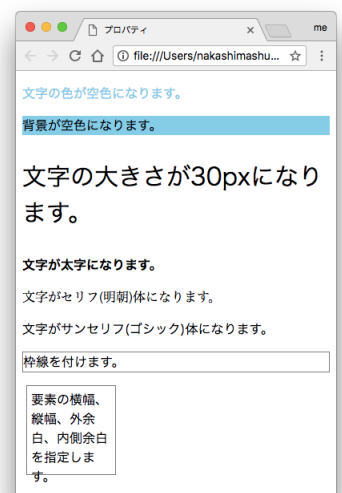 プロパティ
me
file:///Users/nakashimashu...
文字の色が空色になります。
背景が空色になります。
文字の大きさが30pxになり
ます。
文字が太字になります。
文字がセリフ(明朝)体になります。
文字がサンセリフ(ゴシック)体になります。
枠線を付けます。
要素の横幅、
縦幅、外余
白、内側余白
を指定しま
す。